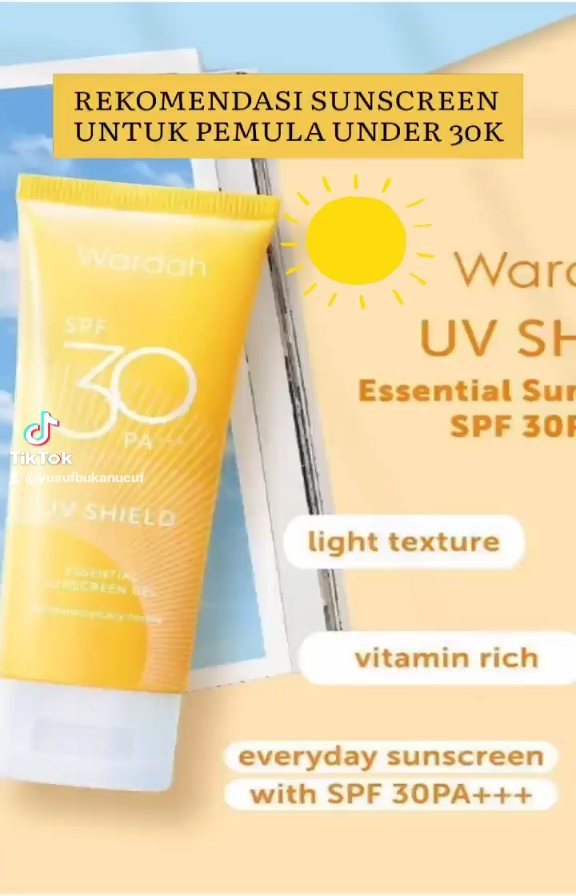 REKOMENDASI SUNSCREEN
UNTUK PEMULA UNDER 30K
Wardah
SPF
30
PA+++
UV SHIELD
ESSENTIAL
SUNSCREEN GEL
TikTok
@yusufbukanucuf
Ward
UV SH
Essential Sun
SPF 30P
light texture
vitamin rich
everyday sunscreen
with SPF 30PA+++